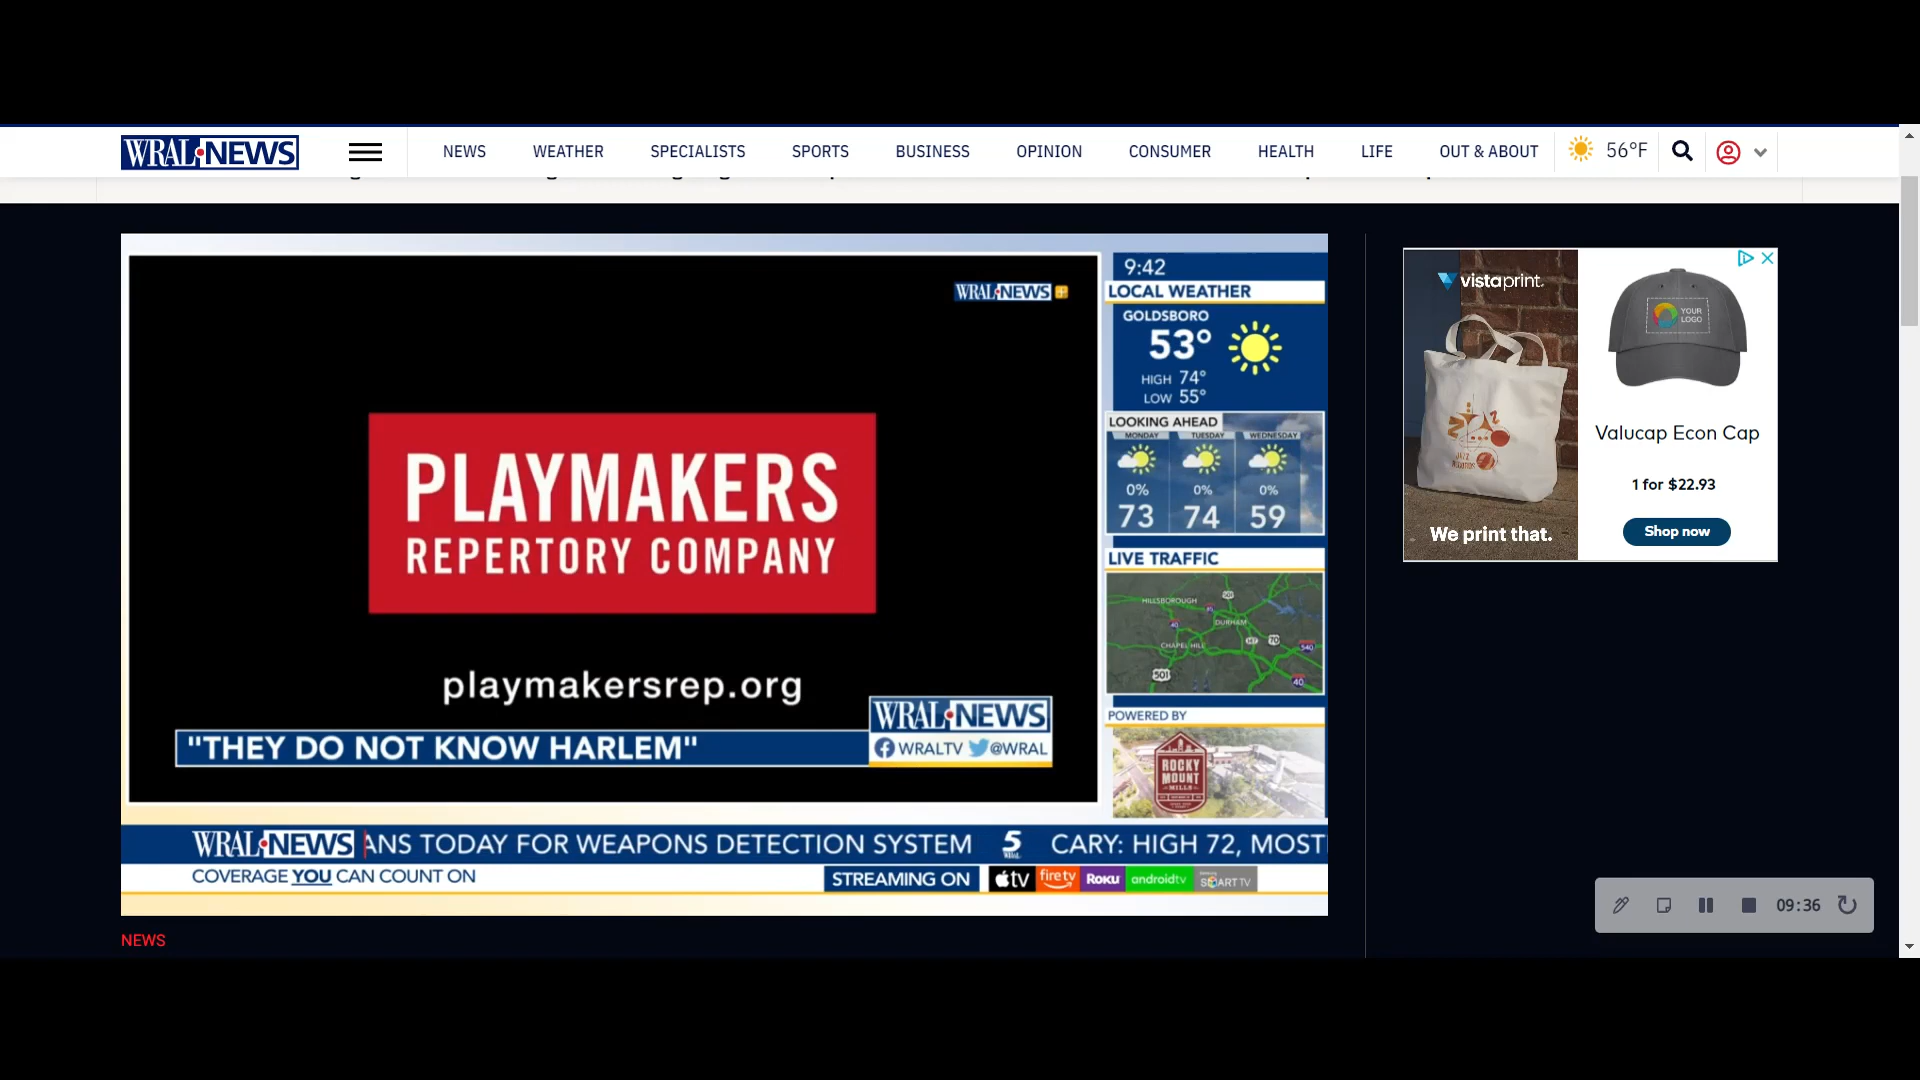 WRAL NEWS
NEWS
WEATHER
SPECIALISTS
SPORTS
BUSINESS
OPINION
CONSUMER
HEALTH
LIFE
OUT & ABOUT
56°F
WRAL NEWS +
PLAYMAKERS
REPERTORY COMPANY
playmakersrep.org
"THEY DO NOT KNOW HARLEM"
WRAL NEWS
WRALTV @WRAL
9:42
LOCAL WEATHER
GOLDSBORO
53°
HIGH 74°
LOW 55°
LOOKING AHEAD
MONDAY TUESDAY WEDNESDAY
0% 0% 0%
73 74 59
LIVE TRAFFIC
HILLSBOROUGH
DURHAM
CHAPEL HILL
40
70
540
501
40
POWERED BY
ROCKY
MOUNT
MILLS
WRAL NEWS ANS TODAY FOR WEAPONS DETECTION SYSTEM 5 CARY: HIGH 72, MOST
COVERAGE YOU CAN COUNT ON
STREAMING ON tv firetv ROKU androidtv SMART TV
NEWS
vistaprint.
We print that.
YOUR
LOGO
Valucap Econ Cap
1 for $22.93
Shop now
09:36